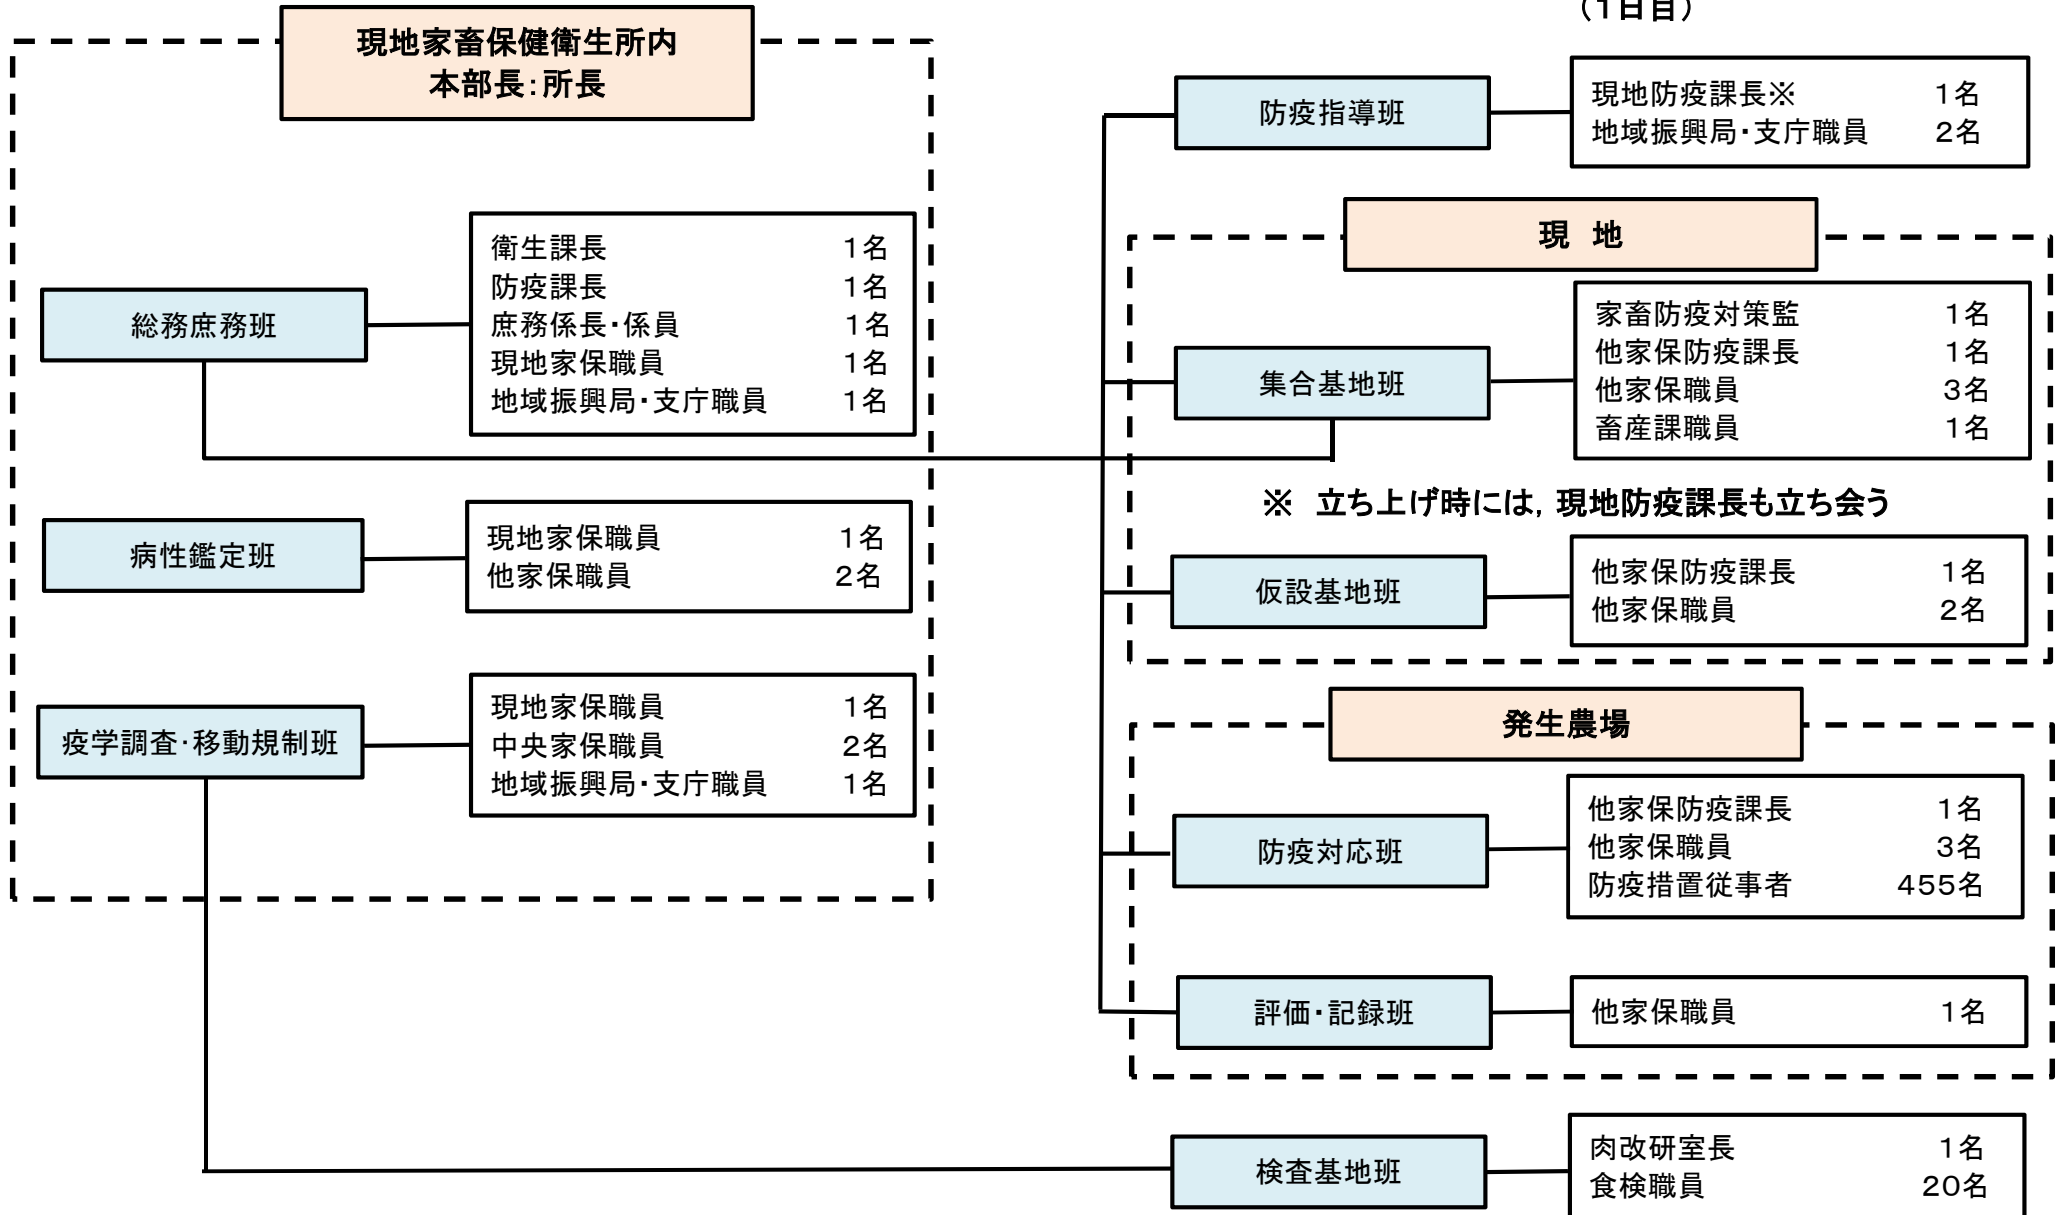 （１日目）
現地家畜保健衛生所内
本部長：所長
総務庶務班
衛生課長　１名
防疫課長　１名
庶務係長・係員　１名
現地家保職員　１名
地域振興局・支庁職員　１名
病性鑑定班
現地家保職員　１名
他家保職員　２名
疫学調査・移動規制班
現地家保職員　１名
中央家保職員　２名
地域振興局・支庁職員　１名
防疫指導班
現地防疫課長※　１名
地域振興局・支庁職員　２名
現　地
集合基地班
家畜防疫対策監　１名
他家保防疫課長　１名
他家保職員　３名
畜産課職員　１名
※　立ち上げ時には，現地防疫課長も立ち会う
仮設基地班
他家保防疫課長　１名
他家保職員　２名
発生農場
防疫対応班
他家保防疫課長　１名
他家保職員　３名
防疫措置従事者　４５５名
評価・記録班
他家保職員　１名
検査基地班
肉改研室長　１名
食検職員　２０名